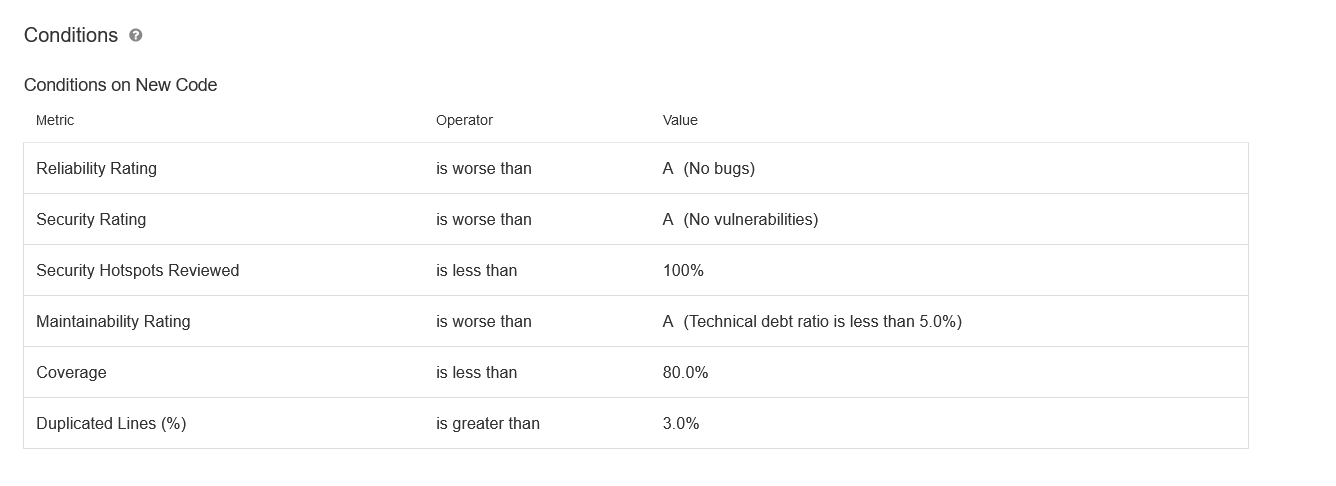 Conditions ?
Conditions on New Code
Metric Operator Value
Reliability Rating is worse than A (No bugs)
Security Rating is worse than A (No vulnerabilities)
Security Hotspots Reviewed is less than 100%
Maintainability Rating is worse than A (Technical debt ratio is less than 5.0%)
Coverage is less than 80.0%
Duplicated Lines (%) is greater than 3.0%